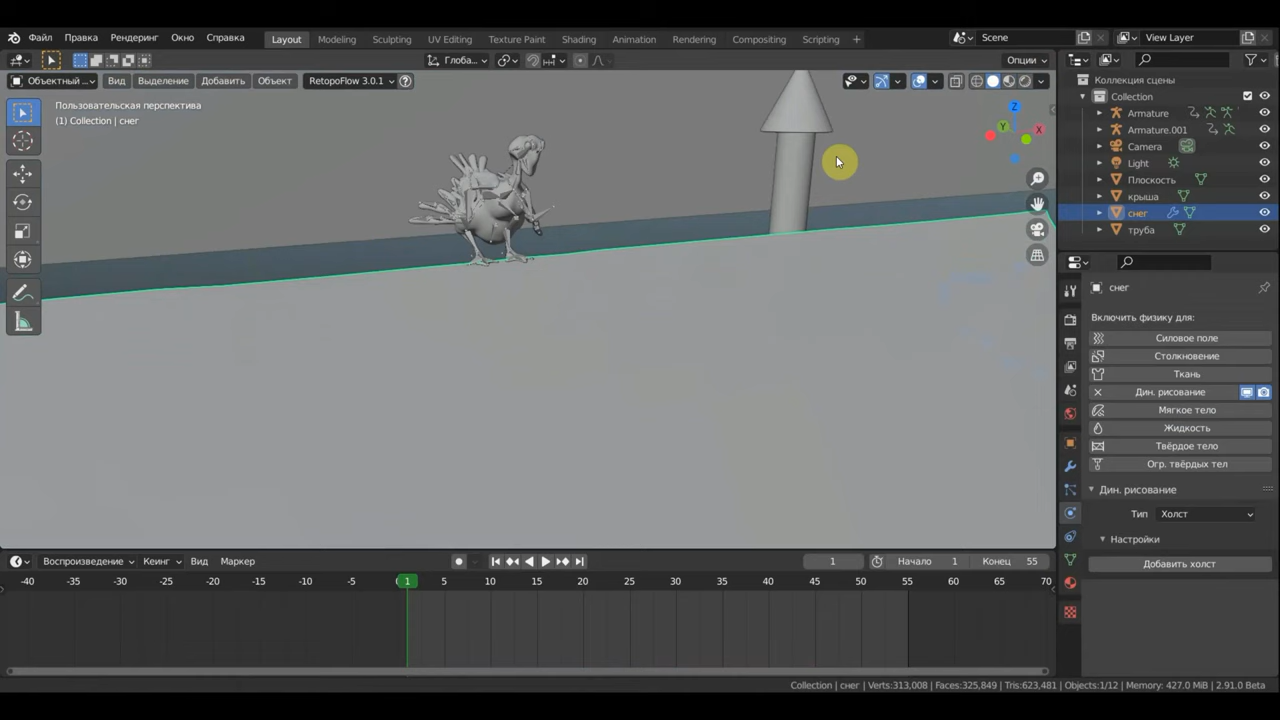 Файл Правка Рендеринг Окно Справка Layout Modeling Sculpting UV Editing Texture Paint Shading Animation Rendering Compositing Scripting + Scene View Layer
Глоба... Опции
Объектный ... Вид Выделение Добавить Объект RetopoFlow 3.0.1
Пользовательская перспектива
(1) Collection | снег
Z
Y
X
Коллекция сцены
Collection
Armature
Armature.001
Camera
Light
Плоскость
крыша
снег
труба
снег
Включить физику для:
Силовое поле
Столкновение
Ткань
Дин. рисование
Мягкое тело
Жидкость
Твёрдое тело
Огр. твёрдых тел
Дин. рисование
Тип Холст
Настройки
Добавить холст
Воспроизведение Кеинг Вид Маркер 1 Начало 1 Конец 55
-40 -35 -30 -25 -20 -15 -10 -5 1 5 10 15 20 25 30 35 40 45 50 55 60 65 70
Collection | снег | Verts:313,008 | Faces:325,849 | Tris:623,481 | Objects:1/12 | Memory: 427.0 MiB | 2.91.0 Beta